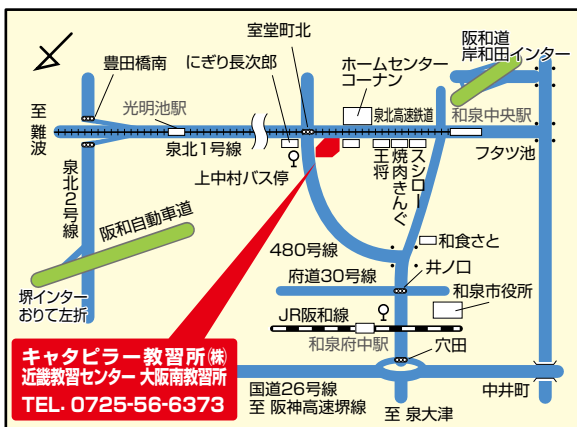 室堂町北
阪和道
岸和田インター
豊田橋南
にぎり長次郎
ホームセンター
コーナン
至 難波
光明池駅
泉北高速鉄道
和泉中央駅
泉北1号線
フタツ池
上中村バス停
王将
焼肉きんぐ
スシロー
泉北2号線
阪和自動車道
480号線
和食さと
井ノ口
府道30号線
堺インター
おりて左折
和泉市役所
JR阪和線
和泉府中駅
キャタピラー教習所㈱
近畿教習センター 大阪南教習所
TEL. 0725-56-6373
穴田
国道26号線
至 阪神高速堺線
中井町
至 泉大津